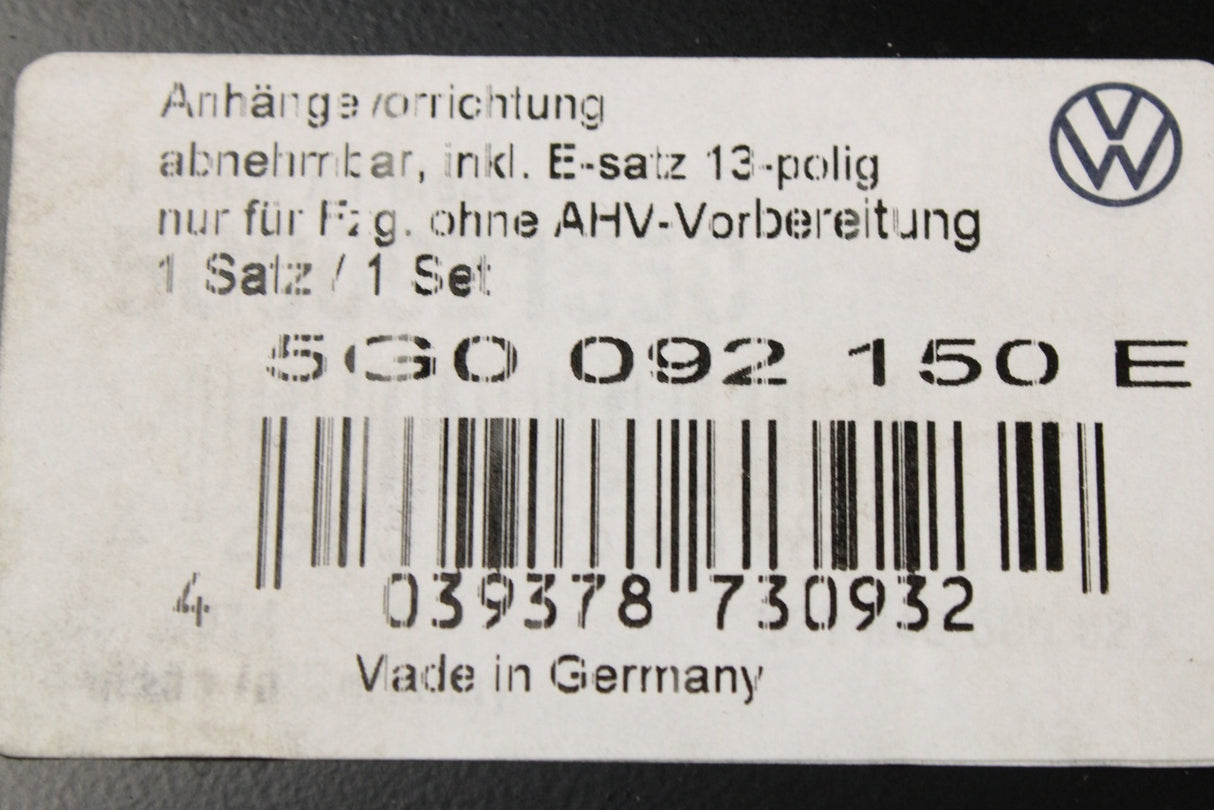 Anhängevorrichtung
abnehmbar, inkl. E-satz 13-polig
nur für Fzg. ohne AHV-Vorbereitung
1 Satz / 1 Set
5G0 092 150 E
4 039378 730932
Made in Germany